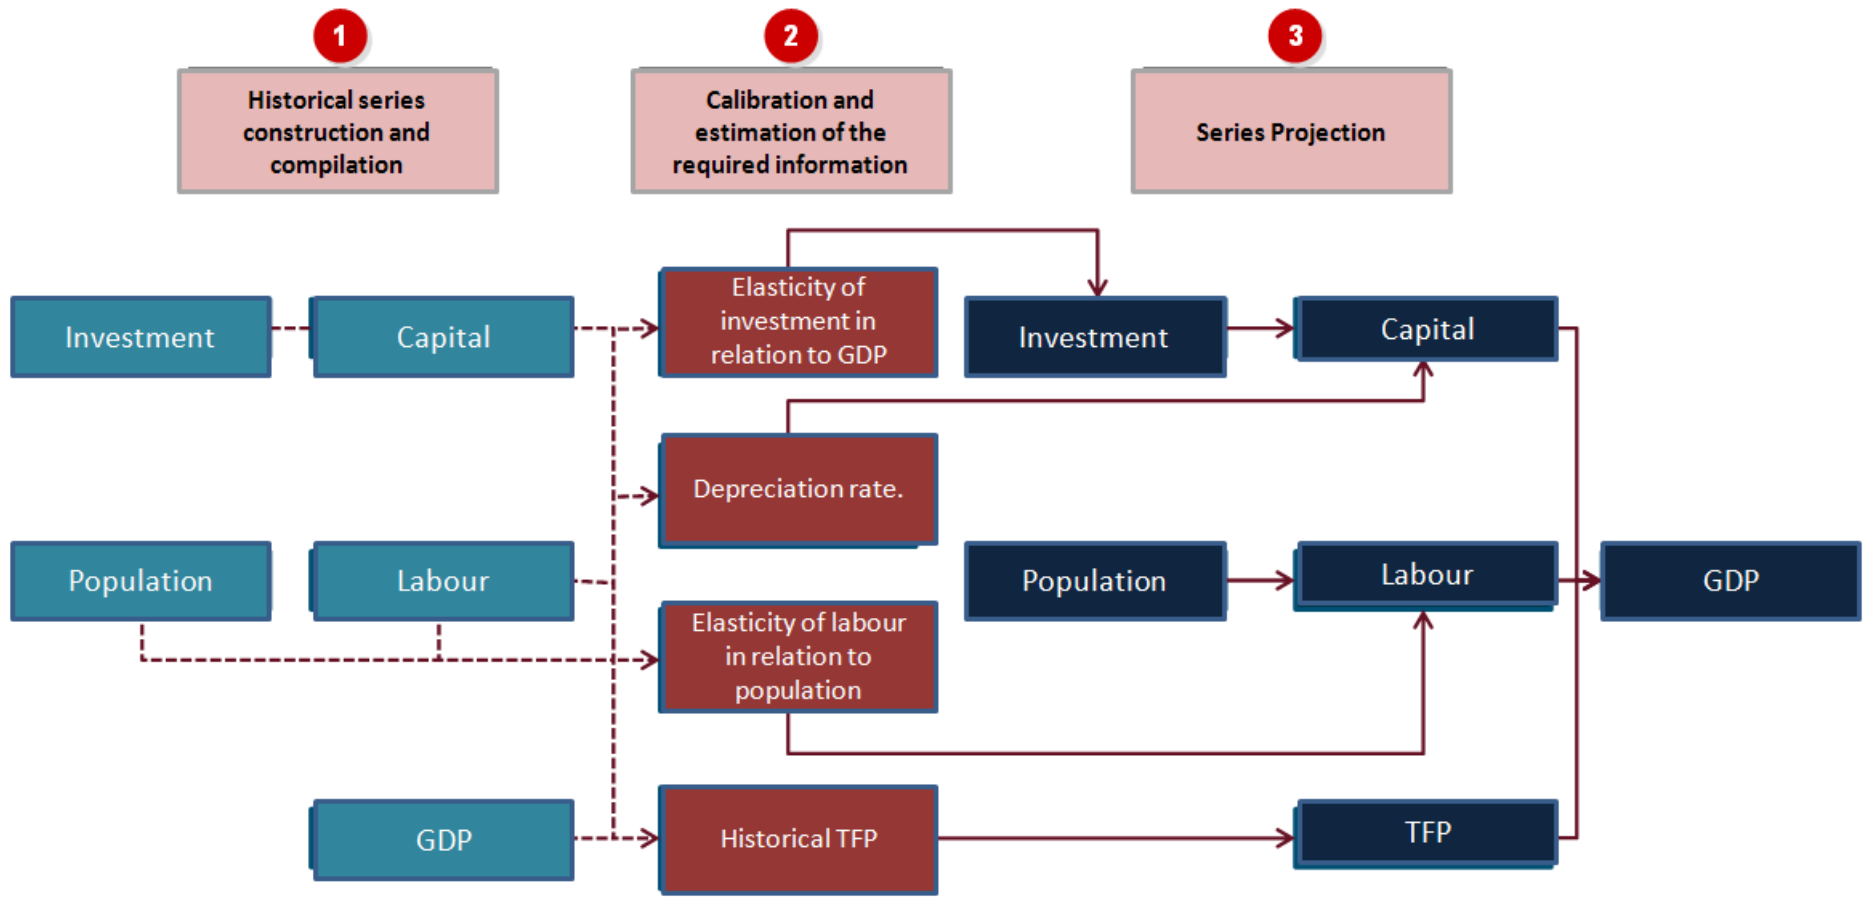 1
Historical series
construction and
compilation
2
Calibration and
estimation of the
required information
3
Series Projection
Investment
Capital
Elasticity of
investment in
relation to GDP
Investment
Capital
Depreciation rate.
Population
Labour
Elasticity of labour
in relation to
population
Population
Labour
GDP
GDP
Historical TFP
TFP